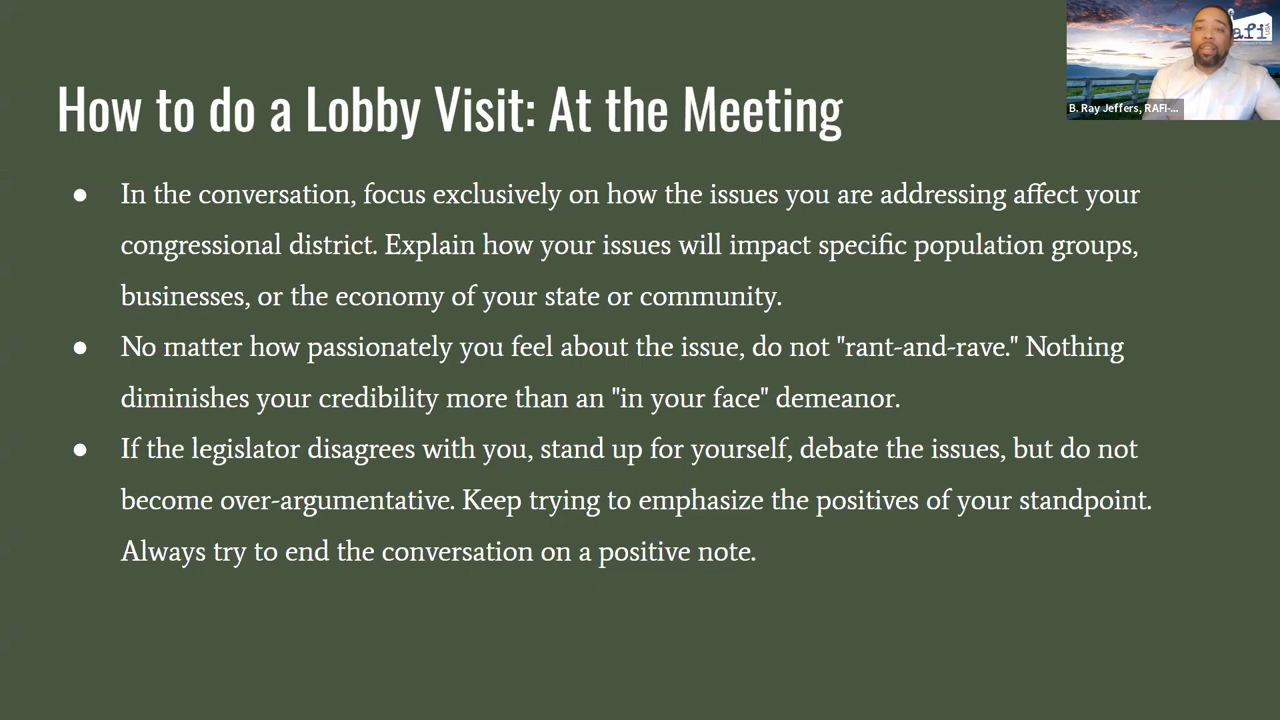 How to do a Lobby Visit: At the Meeting
● In the conversation, focus exclusively on how the issues you are addressing affect your
congressional district. Explain how your issues will impact specific population groups,
businesses, or the economy of your state or community.
● No matter how passionately you feel about the issue, do not "rant-and-rave." Nothing
diminishes your credibility more than an "in your face" demeanor.
● If the legislator disagrees with you, stand up for yourself, debate the issues, but do not
become over-argumentative. Keep trying to emphasize the positives of your standpoint.
Always try to end the conversation on a positive note.
afi
USA
B. Ray Jeffers, RAFI-...